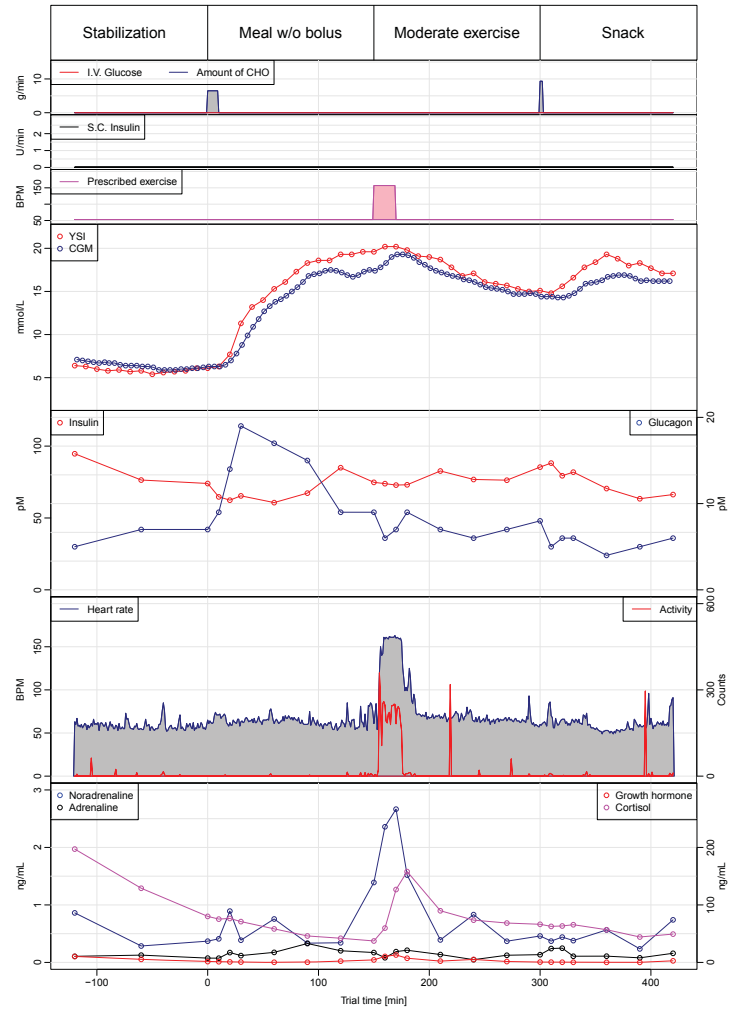 Stabilization Meal w/o bolus Moderate exercise Snack
I.V. Glucose Amount of CHO
g/min
10
0
S.C. Insulin
U/min
2
1
0
Prescribed exercise
BPM
150
50
YSI
CGM
mmol/L
20
15
10
5
Insulin Glucagon
pM
100
50
0
20
10
0
pM
Heart rate Activity
BPM
150
100
50
0
600
300
0
Counts
Noradrenaline Growth hormone
Adrenaline Cortisol
ng/mL
3
2
1
0
200
100
0
ng/mL
−100 0 100 200 300 400
Trial time [min]